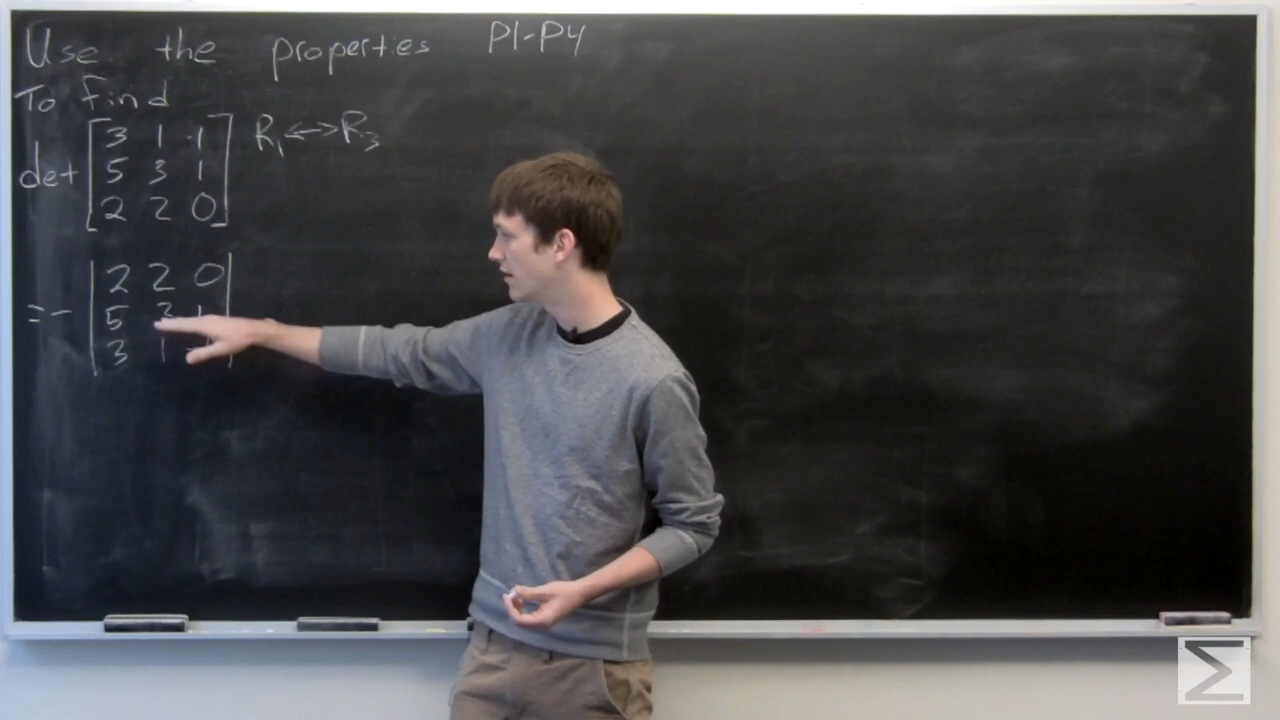 Use the properties P1-P4
To find
det [3 1 -1] R₁↔R₃
[5 3 1]
[2 2 0]
|2 2 0|
= - |5 3 1|
|3 1
Σ